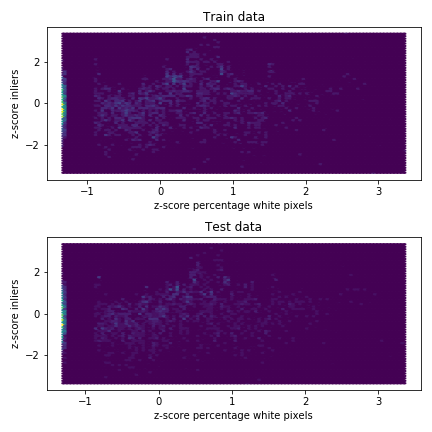 Train data
2
0
−2
z-score inliers
−1
0
1
2
3
z-score percentage white pixels
Test data
2
0
−2
z-score inliers
−1
0
1
2
3
z-score percentage white pixels